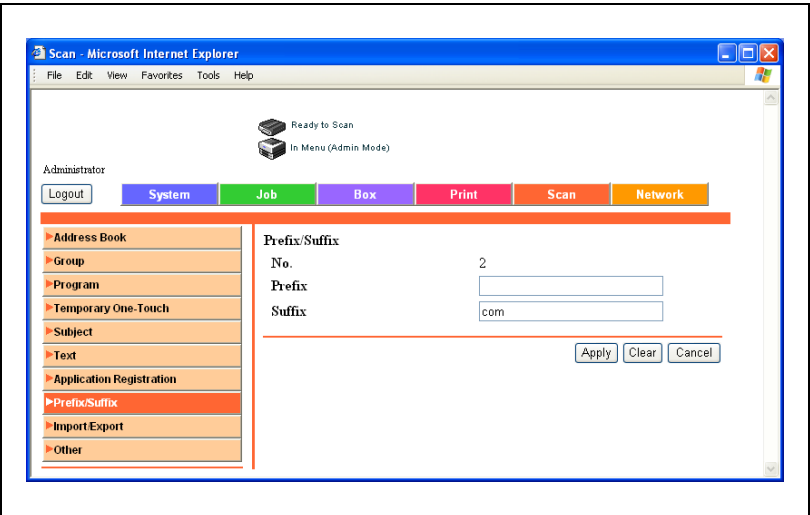 Scan - Microsoft Internet Explorer
File Edit View Favorites Tools Help
Ready to Scan
In Menu (Admin Mode)
Administrator
Logout System Job Box Print Scan Network
Address Book
Group
Program
Temporary One-Touch
Subject
Text
Application Registration
Prefix/Suffix
Import/Export
Other
Prefix/Suffix
No. 2
Prefix
Suffix com
Apply Clear Cancel